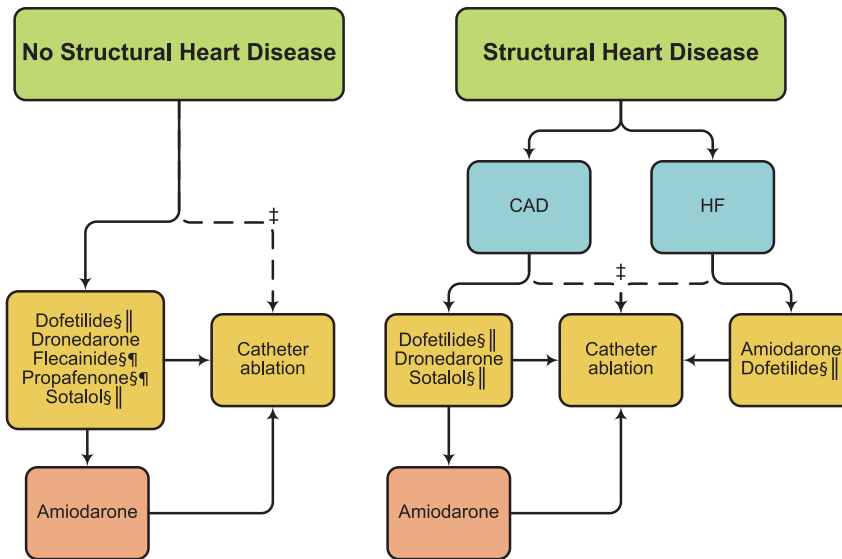 No Structural Heart Disease
‡
Dofetilide§‖
Dronedarone
Flecainide§¶
Propafenone§¶
Sotalol§‖
Catheter
ablation
Amiodarone
Structural Heart Disease
CAD
HF
‡
Dofetilide§‖
Dronedarone
Sotalol§‖
Catheter
ablation
Amiodarone
Dofetilide§‖
Amiodarone